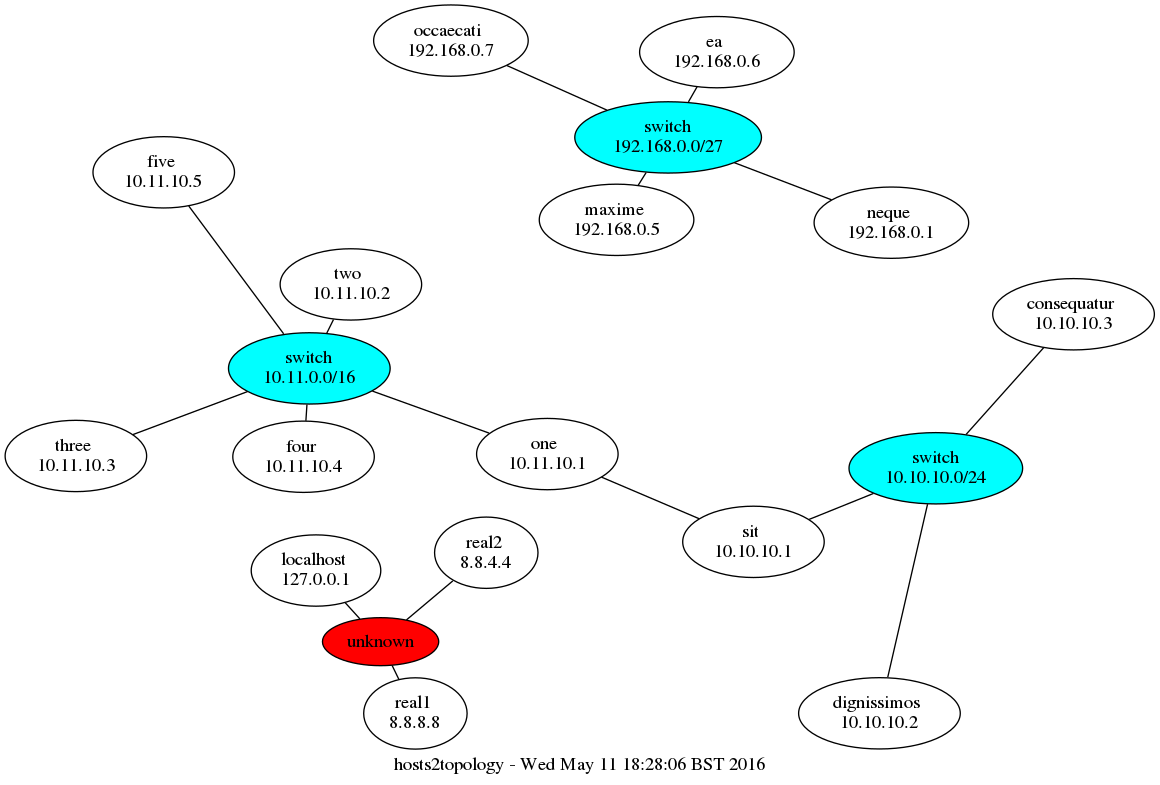 occaecati
192.168.0.7
ea
192.168.0.6
switch
192.168.0.0/27
five
10.11.10.5
maxime
192.168.0.5
neque
192.168.0.1
two
10.11.10.2
consequatur
10.10.10.3
switch
10.11.0.0/16
three
10.11.10.3
four
10.11.10.4
one
10.11.10.1
switch
10.10.10.0/24
sit
10.10.10.1
real2
8.8.4.4
localhost
127.0.0.1
unknown
real1
8.8.8.8
dignissimos
10.10.10.2
hosts2topology - Wed May 11 18:28:06 BST 2016